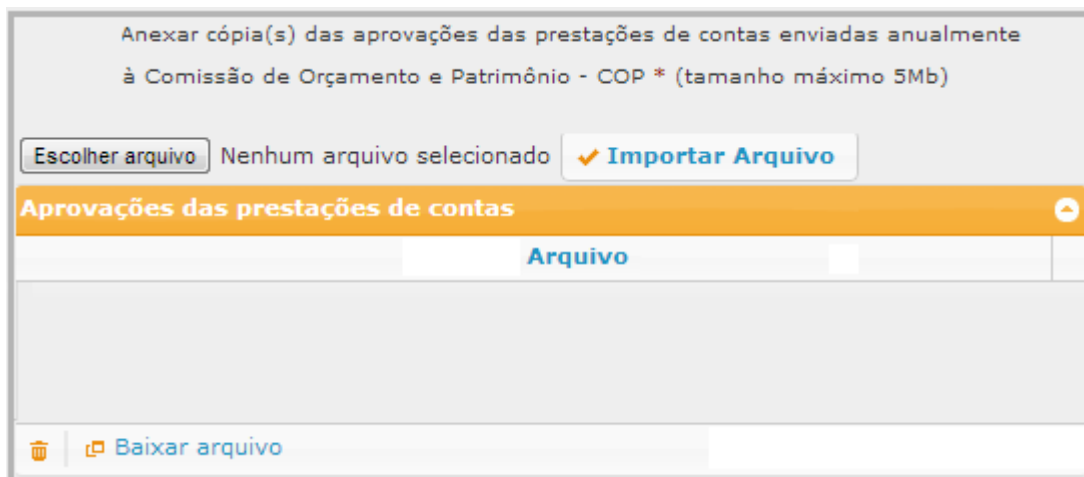 Anexar cópia(s) das aprovações das prestações de contas enviadas anualmente
à Comissão de Orçamento e Patrimônio - COP * (tamanho máximo 5Mb)
Escolher arquivo Nenhum arquivo selecionado Importar Arquivo
Aprovações das prestações de contas
Arquivo
Baixar arquivo